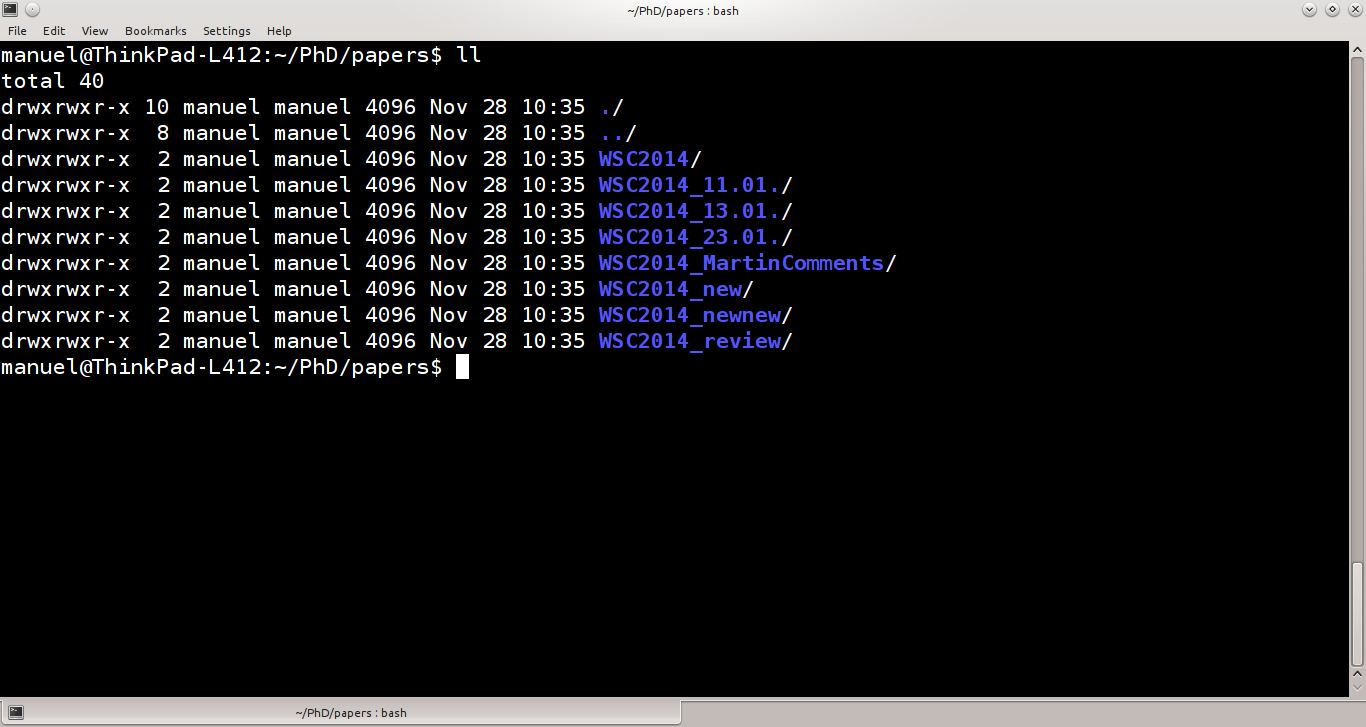 ~/PhD/papers : bash
File Edit View Bookmarks Settings Help
manuel@ThinkPad-L412:~/PhD/papers$ ll
total 40
drwxrwxr-x 10 manuel manuel 4096 Nov 28 10:35 ./
drwxrwxr-x  8 manuel manuel 4096 Nov 28 10:35 ../
drwxrwxr-x  2 manuel manuel 4096 Nov 28 10:35 WSC2014/
drwxrwxr-x  2 manuel manuel 4096 Nov 28 10:35 WSC2014_11.01./
drwxrwxr-x  2 manuel manuel 4096 Nov 28 10:35 WSC2014_13.01./
drwxrwxr-x  2 manuel manuel 4096 Nov 28 10:35 WSC2014_23.01./
drwxrwxr-x  2 manuel manuel 4096 Nov 28 10:35 WSC2014_MartinComments/
drwxrwxr-x  2 manuel manuel 4096 Nov 28 10:35 WSC2014_new/
drwxrwxr-x  2 manuel manuel 4096 Nov 28 10:35 WSC2014_newnew/
drwxrwxr-x  2 manuel manuel 4096 Nov 28 10:35 WSC2014_review/
manuel@ThinkPad-L412:~/PhD/papers$
~/PhD/papers : bash